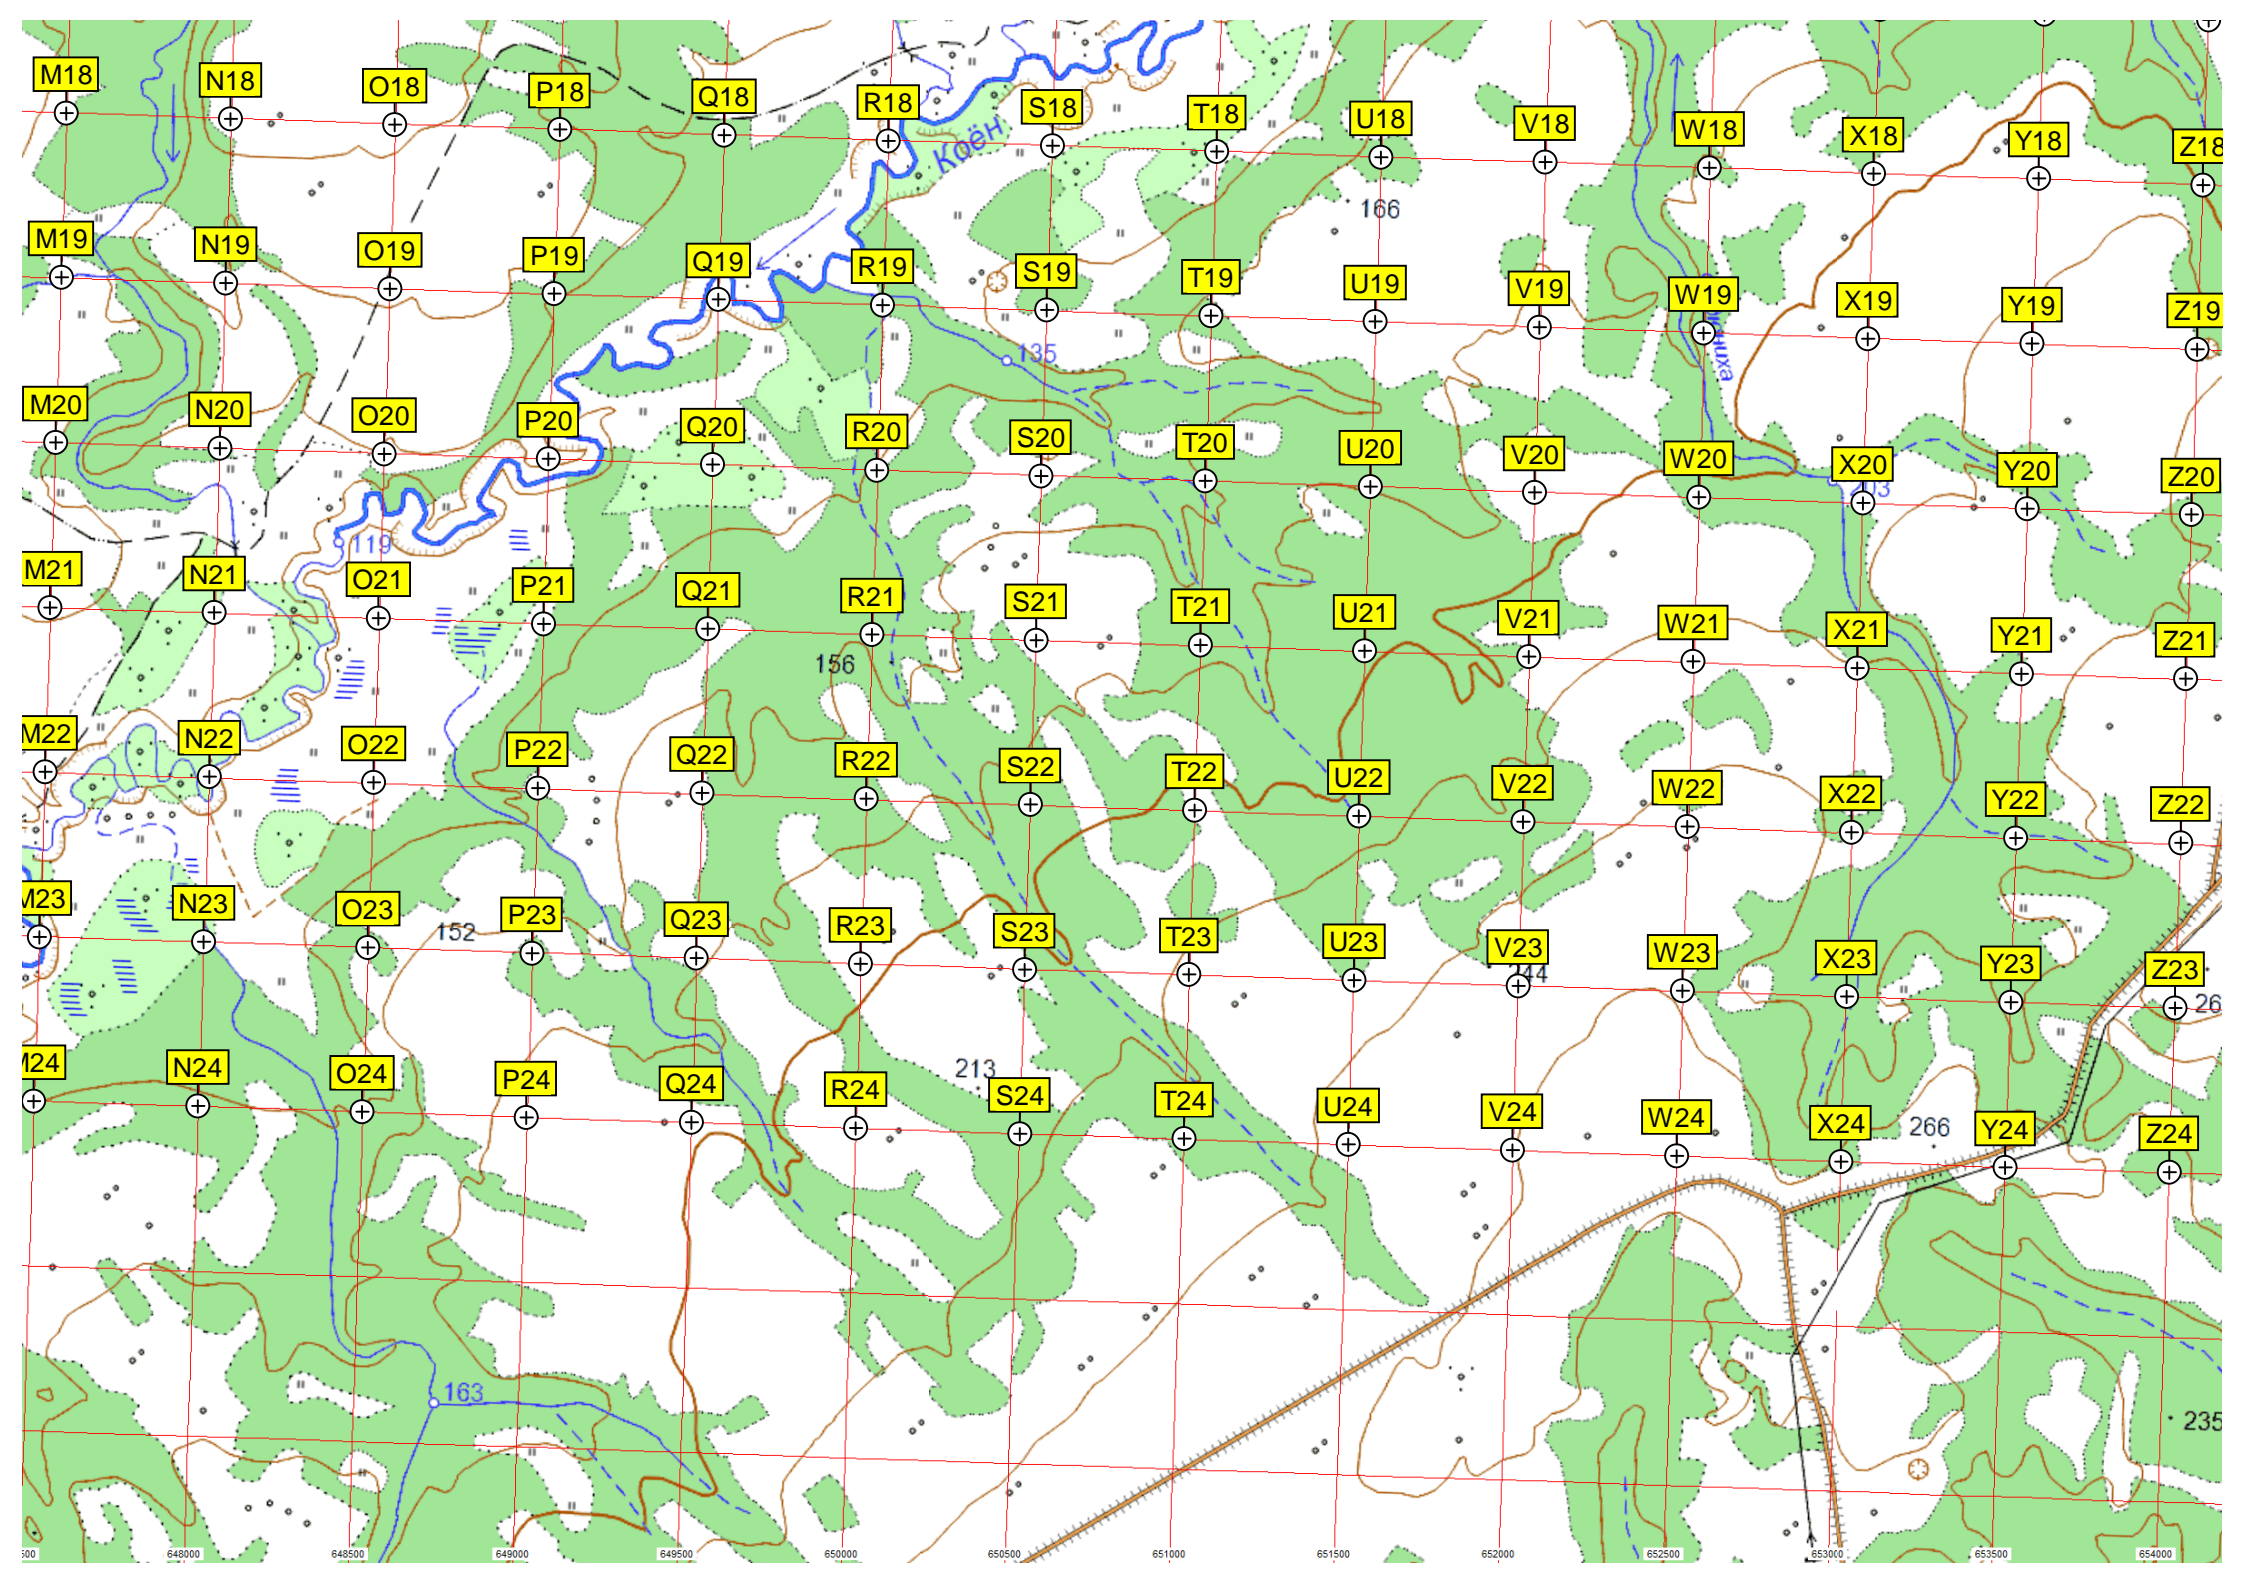 M18 N18 O18 P18 Q18 R18 S18 T18 U18 V18 W18 X18 Y18 Z18
Коён
166
M19 N19 O19 P19 Q19 R19 S19 T19 U19 V19 W19 X19 Y19 Z19
135
M20 N20 O20 P20 Q20 R20 S20 T20 U20 V20 W20 X20 Y20 Z20
119
M21 N21 O21 P21 Q21 R21 S21 T21 U21 V21 W21 X21 Y21 Z21
156
M22 N22 O22 P22 Q22 R22 S22 T22 U22 V22 W22 X22 Y22 Z22
M23 N23 O23 P23 Q23 R23 S23 T23 U23 V23 W23 X23 Y23 Z23
152
26
213
M24 N24 O24 P24 Q24 R24 S24 T24 U24 V24 W24 X24 Y24 Z24
266
163
235
500 648000 648500 649000 649500 650000 650500 651000 651500 652000 652500 653000 653500 654000